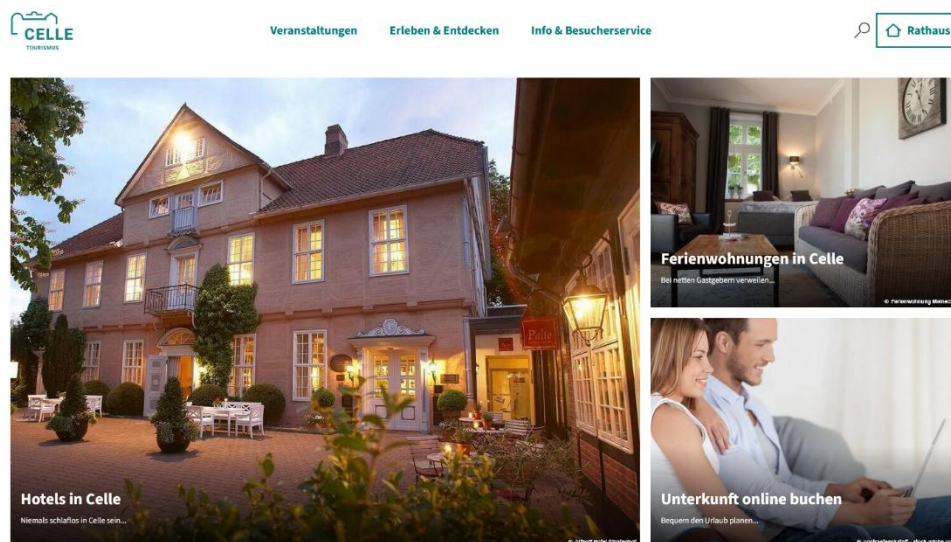 CELLE
TOURISMUS
Veranstaltungen
Erleben & Entdecken
Info & Besucherservice
Rathaus
Palio
Hotels in Celle
Niemals schlaflos in Celle sein...
Ferienwohnungen in Celle
Bei netten Gastgebern verweilen...
Unterkunft online buchen
Bequem den Urlaub planen...